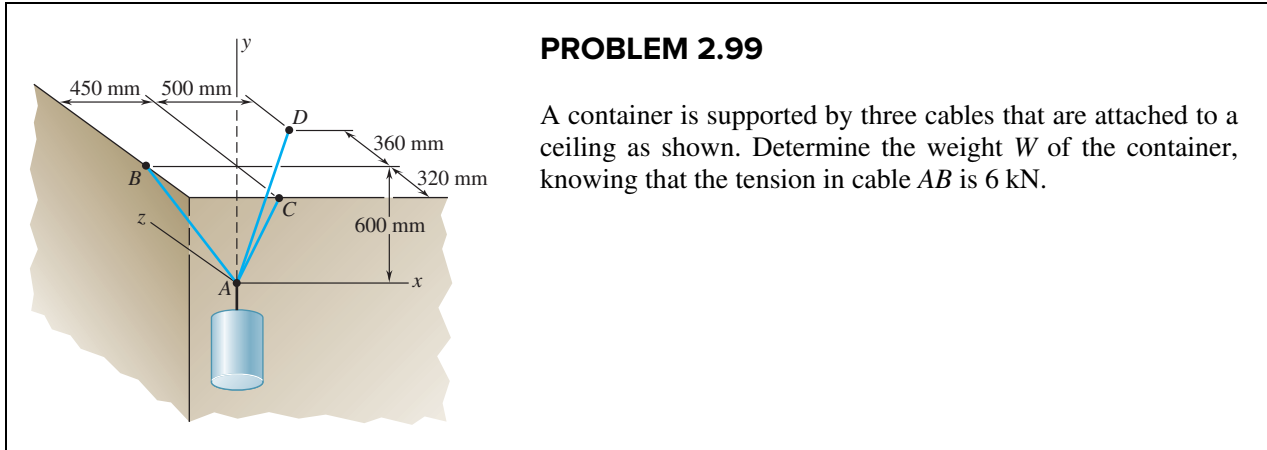 y
PROBLEM 2.99
450 mm 500 mm
D
A container is supported by three cables that are attached to a
360 mm
ceiling as shown. Determine the weight W of the container,
B
320 mm
knowing that the tension in cable AB is 6 kN.
C
z
600 mm
A
x